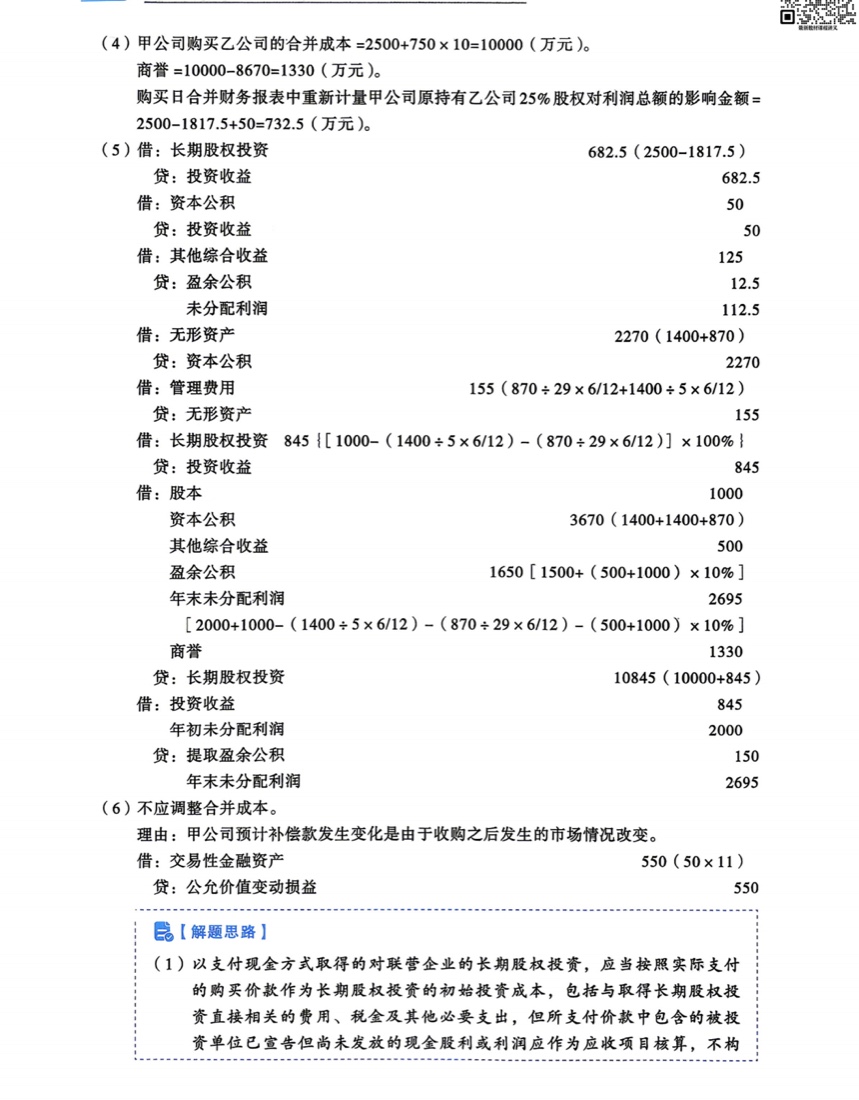 （4）甲公司购买乙公司的合并成本 =2500+750×10=10000（万元）。
商誉 =10000−8670=1330（万元）。
购买日合并财务报表中重新计量甲公司原持有乙公司25%股权对利润总额的影响金额=
2500−1817.5+50=732.5（万元）。
（5）借：长期股权投资 682.5（2500−1817.5）
贷：投资收益 682.5
借：资本公积 50
贷：投资收益 50
借：其他综合收益 125
贷：盈余公积 12.5
未分配利润 112.5
借：无形资产 2270（1400+870）
贷：资本公积 2270
借：管理费用 155（870÷29×6/12+1400÷5×6/12）
贷：无形资产 155
借：长期股权投资 845｛［1000−（1400÷5×6/12）−（870÷29×6/12）］×100%｝
贷：投资收益 845
借：股本 1000
资本公积 3670（1400+1400+870）
其他综合收益 500
盈余公积 1650［1500+（500+1000）×10%］
年末未分配利润 2695
［2000+1000−（1400÷5×6/12）−（870÷29×6/12）−（500+1000）×10%］
商誉 1330
贷：长期股权投资 10845（10000+845）
借：投资收益 845
年初未分配利润 2000
贷：提取盈余公积 150
年末未分配利润 2695
（6）不应调整合并成本。
理由：甲公司预计补偿款发生变化是由于收购之后发生的市场情况改变。
借：交易性金融资产 550（50×11）
贷：公允价值变动损益 550
【解题思路】
（1）以支付现金方式取得的对联营企业的长期股权投资，应当按照实际支付
的购买价款作为长期股权投资的初始投资成本，包括与取得长期股权投
资直接相关的费用、税金及其他必要支出，但所支付价款中包含的被投
资单位已宣告但尚未发放的现金股利或利润应作为应收项目核算，不构